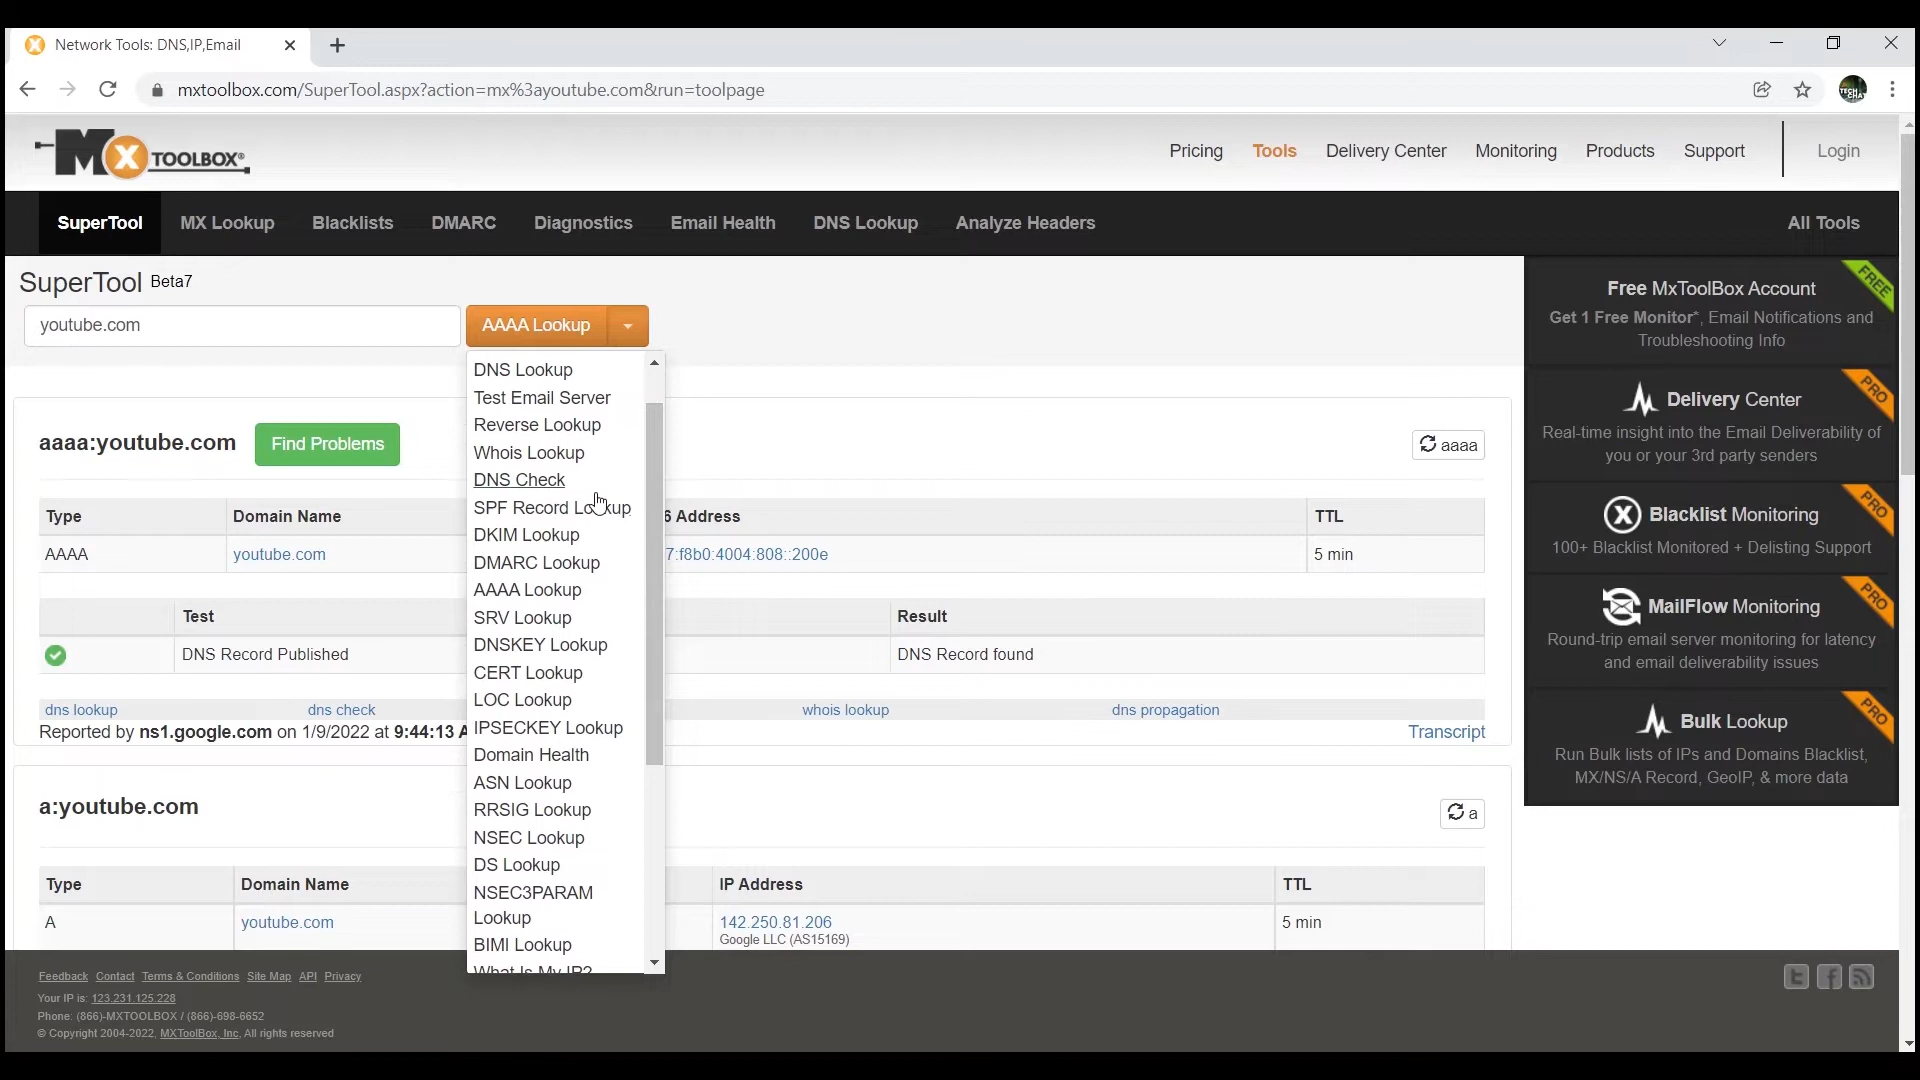 Network Tools: DNS,IP,Email
mxtoolbox.com/SuperTool.aspx?action=mx%3ayoutube.com&run=toolpage
MX TOOLBOX®
Pricing Tools Delivery Center Monitoring Products Support Login
SuperTool MX Lookup Blacklists DMARC Diagnostics Email Health DNS Lookup Analyze Headers All Tools
SuperTool Beta7
youtube.com
AAAA Lookup
DNS Lookup
Test Email Server
Reverse Lookup
Whois Lookup
DNS Check
SPF Record Lookup
DKIM Lookup
DMARC Lookup
AAAA Lookup
SRV Lookup
DNSKEY Lookup
CERT Lookup
LOC Lookup
IPSECKEY Lookup
Domain Health
ASN Lookup
RRSIG Lookup
NSEC Lookup
DS Lookup
NSEC3PARAM
Lookup
BIMI Lookup
What Is My IP?
aaaa:youtube.com Find Problems aaaa
Type Domain Name 6 Address TTL
AAAA youtube.com 7:f8b0:4004:808::200e 5 min
Test Result
DNS Record Published DNS Record found
dns lookup dns check whois lookup dns propagation
Reported by ns1.google.com on 1/9/2022 at 9:44:13 A Transcript
a:youtube.com a
Type Domain Name IP Address TTL
A youtube.com 142.250.81.206 5 min
Google LLC (AS15169)
FREE
Free MxToolBox Account
Get 1 Free Monitor*, Email Notifications and
Troubleshooting Info
PRO
Delivery Center
Real-time insight into the Email Deliverability of
you or your 3rd party senders
PRO
Blacklist Monitoring
100+ Blacklist Monitored + Delisting Support
PRO
MailFlow Monitoring
Round-trip email server monitoring for latency
and email deliverability issues
PRO
Bulk Lookup
Run Bulk lists of IPs and Domains Blacklist,
MX/NS/A Record, GeoIP, & more data
Feedback Contact Terms & Conditions Site Map API Privacy
Your IP is: 123.231.125.228
Phone: (866)-MXTOOLBOX / (866)-698-6652
© Copyright 2004-2022, MXToolBox, Inc, All rights reserved